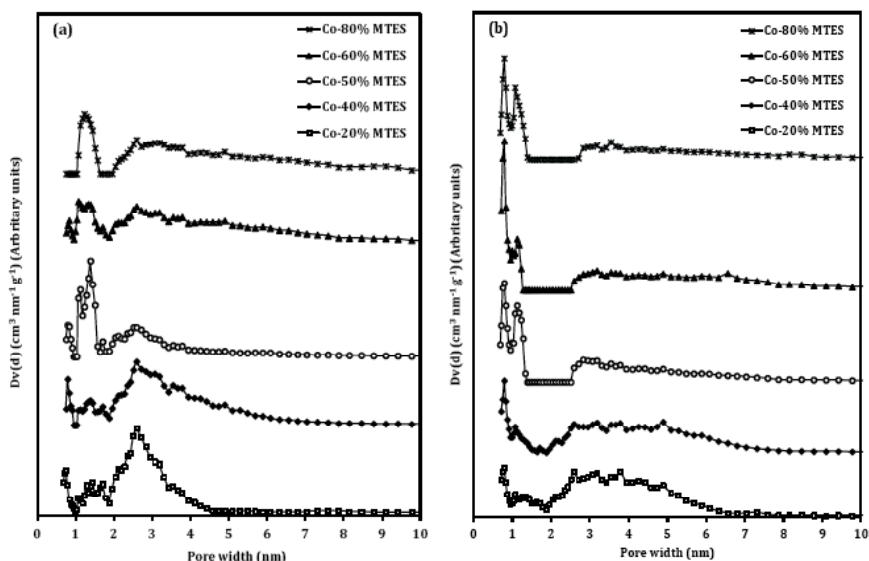 (a)
Co-80% MTES
Co-60% MTES
Co-50% MTES
Co-40% MTES
Co-20% MTES
Dv(d) (cm³ nm⁻¹ g⁻¹) (Arbritary units)
0 1 2 3 4 5 6 7 8 9 10
Pore width (nm)
(b)
Co-80% MTES
Co-60% MTES
Co-50% MTES
Co-40% MTES
Co-20% MTES
Dv(d) (cm³ nm⁻¹ g⁻¹) (Arbritary units)
0 1 2 3 4 5 6 7 8 9 10
Pore width (nm)